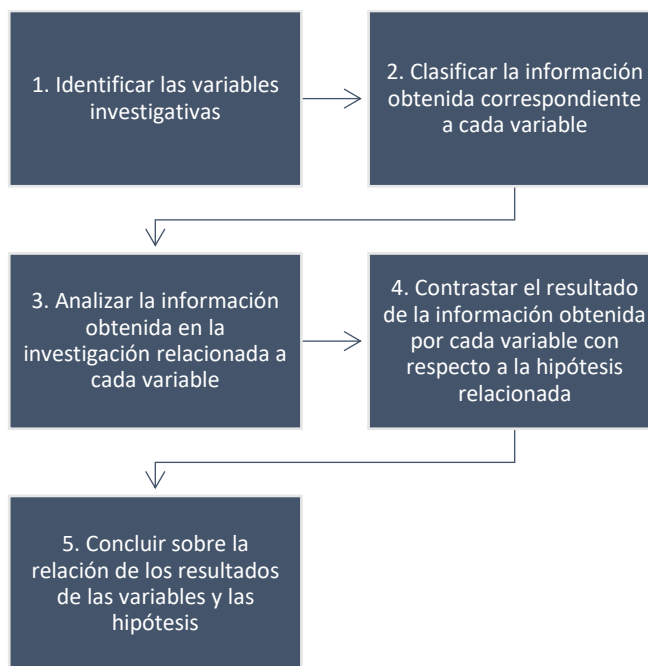 1. Identificar las variables
investigativas
2. Clasificar la información
obtenida correspondiente
a cada variable
3. Analizar la información
obtenida en la
investigación relacionada a
cada variable
4. Contrastar el resultado
de la información obtenida
por cada variable con
respecto a la hipótesis
relacionada
5. Concluir sobre la
relación de los resultados
de las variables y las
hipótesis